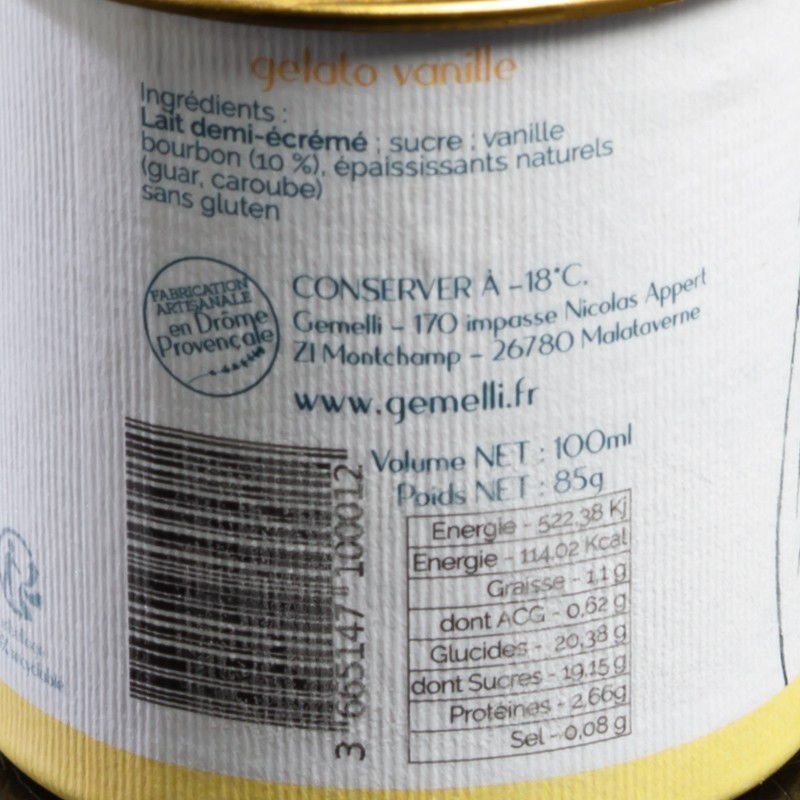 gelato vanille
Ingrédients :
Lait demi-écrémé ; sucre ; vanille
bourbon (10 %), épaississants naturels
(guar, caroube)
sans gluten
FABRICATION
ARTISANALE
en Drôme
Provençale
CONSERVER À -18°C.
Gemelli - 170 impasse Nicolas Appert
ZI Montchamp - 26780 Malataverne
www.gemelli.fr
Volume NET : 100ml
Poids NET : 85g
3 665147 100012
Energie - 522,38 Kj
Energie - 114,02 Kcal
Graisse - 1,1 g
dont ACG - 0,62 g
Glucides - 20,38 g
dont Sucres - 19,15 g
Protéines - 2,66g
Sel - 0,08 g